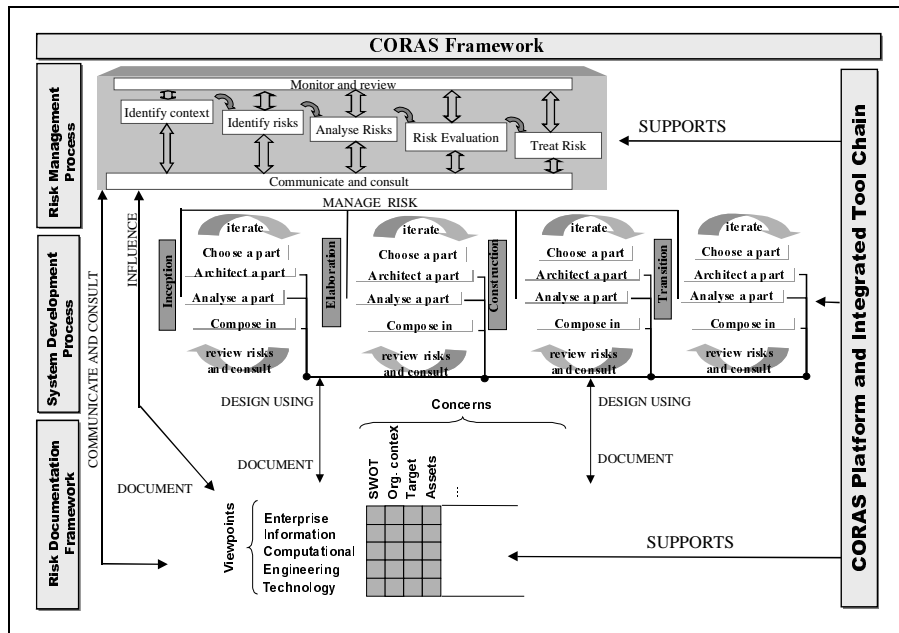 CORAS Framework
Risk Management
Process
Monitor and review
Identify context
Identify risks
Analyse Risks
Risk Evaluation
Treat Risk
Communicate and consult
SUPPORTS
MANAGE RISK
INFLUENCE
COMMUNICATE AND CONSULT
System Development
Process
Inception
iterate
Choose a part
Architect a part
Analyse a part
Compose in
review risks
and consult
Elaboration
iterate
Choose a part
Architect a part
Analyse a part
Compose in
review risks
and consult
Construction
iterate
Choose a part
Architect a part
Analyse a part
Compose in
review risks
and consult
Transition
iterate
Choose a part
Architect a part
Analyse a part
Compose in
review risks
and consult
DESIGN USING
DESIGN USING
Concerns
DOCUMENT
DOCUMENT
DOCUMENT
Risk Documentation
Framework
SWOT
Org. contex
Target
Assets
...
Viewpoints
Enterprise
Information
Computational
Engineering
Technology
SUPPORTS
CORAS Platform and Integrated Tool Chain